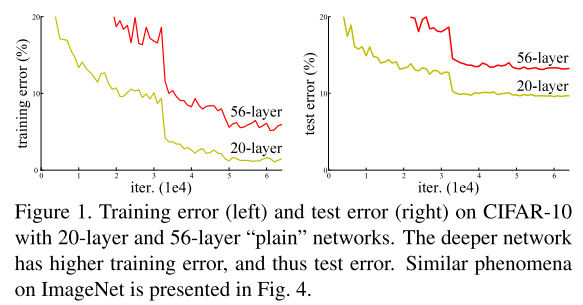 20
10
0
training error (%)
56-layer
20-layer
0 1 2 3 4 5 6
iter. (1e4)
20
10
0
test error (%)
56-layer
20-layer
0 1 2 3 4 5 6
iter. (1e4)
Figure 1. Training error (left) and test error (right) on CIFAR-10
with 20-layer and 56-layer “plain” networks. The deeper network
has higher training error, and thus test error. Similar phenomena
on ImageNet is presented in Fig. 4.